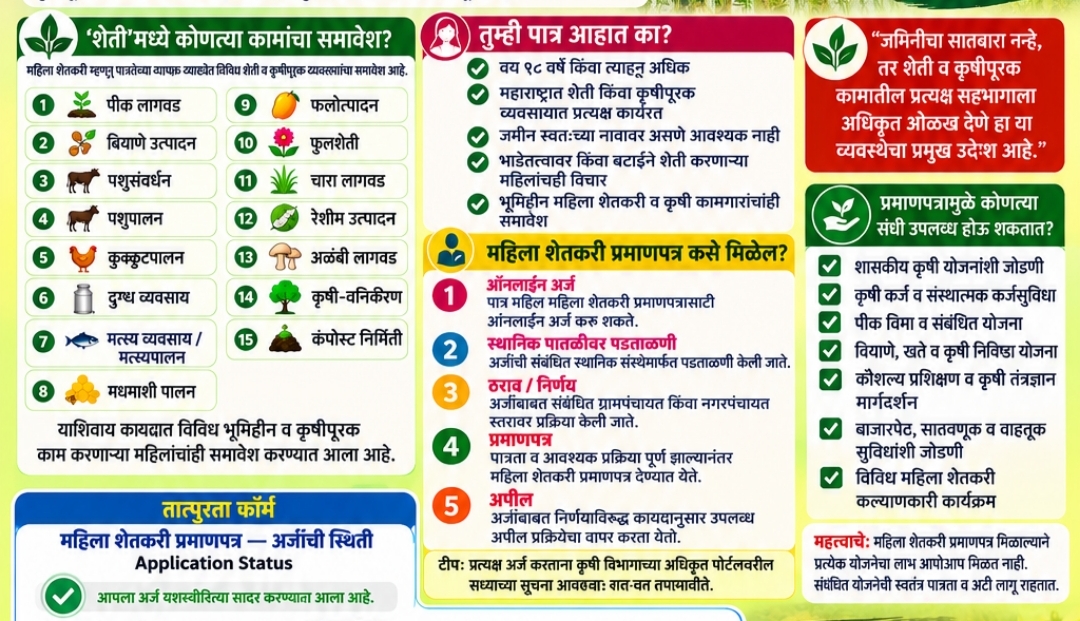 'शेती'मध्ये कोणत्या कामांचा समावेश?
महिला शेतकरी म्हणून पात्रतेच्या व्यापक व्याख्येत विविध शेती व कृषीपूरक व्यवसायांचा समावेश आहे.
1 पीक लागवड
2 बियाणे उत्पादन
3 पशुसंवर्धन
4 पशुपालन
5 कुक्कुटपालन
6 दुग्ध व्यवसाय
7 मत्स्य व्यवसाय /
मत्स्यपालन
8 मधमाशी पालन
9 फलोत्पादन
10 फुलशेती
11 चारा लागवड
12 रेशीम उत्पादन
13 अळंबी लागवड
14 कृषी-वनिकीरण
15 कंपोस्ट निर्मिती
याशिवाय कायद्यात विविध भूमिहीन व कृषीपूरक
काम करणाऱ्या महिलांचांही समावेश करण्यात आला आहे.
तात्पुरता कॉर्म
महिला शेतकरी प्रमाणपत्र — अर्जाची स्थिती
Application Status
आपला अर्ज यशस्वीरित्या सादर करण्यात आला आहे.
तुम्ही पात्र आहात का?
वय १८ वर्षे किंवा त्याहून अधिक
महाराष्ट्रात शेती किंवा कृषीपूरक
व्यवसायात प्रत्यक्ष कार्यरत
जमीन स्वतःच्या नावावर असणे आवश्यक नाही
भाडेतत्वावर किंवा बटाईने शेती करणाऱ्या
महिलांचही विचार
भूमिहीन महिला शेतकरी व कृषी कामगारांचांही
समावेश
महिला शेतकरी प्रमाणपत्र कसे मिळेल?
1 ऑनलाईन अर्ज
पात्र महिल महिला शेतकरी प्रमाणपत्रासाटी
ऑनलाईन अर्ज करू शकते.
2 स्थानिक पातळीवर पडताळणी
अर्जाची संबंधित स्थानिक संस्थेमार्फत पडताळणी केली जाते.
3 ठराव / निर्णय
अर्जाबाबत संबंधित ग्रामपंचायत किंवा नगरपंचायत
स्तरावर प्रक्रिया केली जाते.
4 प्रमाणपत्र
पात्रता व आवश्यक प्रक्रिया पूर्ण झाल्यानंतर
महिला शेतकरी प्रमाणपत्र देण्यात येते.
5 अपील
अर्जाबाबत निर्णयाविरुद्ध कायदानुसार उपलब्ध
अपील प्रक्रियेचा वापर करता येतो.
टीप: प्रत्यक्ष अर्ज करताना कृषी विभागाच्या अधिकृत पोर्टलवरील
सध्याच्या सूचना
"जमिनीचा सातबारा नन्हे,
तर शेती व कृषीपूरक
कामातील प्रत्यक्ष सहभागाला
अधिकृत ओळख देणे हा या
व्यवस्थेचा प्रमुख उदेश आहे."
प्रमाणपत्रामुळे कोणत्या
संधी उपलब्ध होऊ शकतात?
शासकीय कृषी योजनांशी जोडणी
कृषी कर्ज व संस्थात्मक कर्जसुविधा
पीक विमा व संबंधित योजना
वियाणे, खते व कृषी निविष्ठा योजना
कौशल्य प्रशिक्षण व कृषी तंत्रज्ञान
मार्गदर्शन
बाजारपेठ, सातवणूक व वाहतूक
सुविधांशी जोडणी
विविध महिला शेतकरी
कल्याणकारी कार्यक्रम
महत्वाचे: महिला शेतकरी प्रमाणपत्र मिळाल्याने
प्रत्येक योजनेचा लाभ आपोआप मिळत नाही.
संबंधित योजनेची स्वतंत्र पात्रता व अटी लागू राहतात.